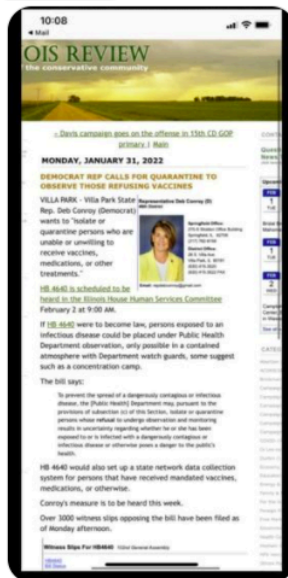 10:08
◄ Mail
OIS REVIEW
the conservative community
« Davis campaign goes on the offense in 15th CD GOP
primary | Main
MONDAY, JANUARY 31, 2022
DEMOCRAT REP CALLS FOR QUARANTINE TO
OBSERVE THOSE REFUSING VACCINES
VILLA PARK - Villa Park State
Rep. Deb Conroy (Democrat)
wants to "isolate or
quarantine persons who are
unable or unwilling to
receive vaccines,
medications, or other
treatments."
Representative Deb Conroy (D)
Springfield Office:
District Office:
HB 4640 is scheduled to be
heard in the Illinois House Human Services Committee
February 2 at 9:00 AM.
If HB 4640 were to become law, persons exposed to an
infectious disease could be placed under Public Health
Department observation, only possible in a contained
atmosphere with Department watch guards, some suggest
such as a concentration camp.
The bill says:
To prevent the spread of a dangerously contagious or infectious
disease, the [Public Health] Department may, pursuant to the
provisions of subsection (c) of this Section, isolate or quarantine
persons whose refusal to undergo observation and monitoring
results in uncertainty regarding whether he or she has been
exposed to or is infected with a dangerously contagious or
infectious disease or otherwise poses a danger to the public's
health.
HB 4640 would also set up a state network data collection
system for persons that have received mandated vaccines,
medications, or otherwise.
Conroy's measure is to be heard this week.
Over 3000 witness slips opposing the bill have been filed as
of Monday afternoon.
Witness Slips For HB4640